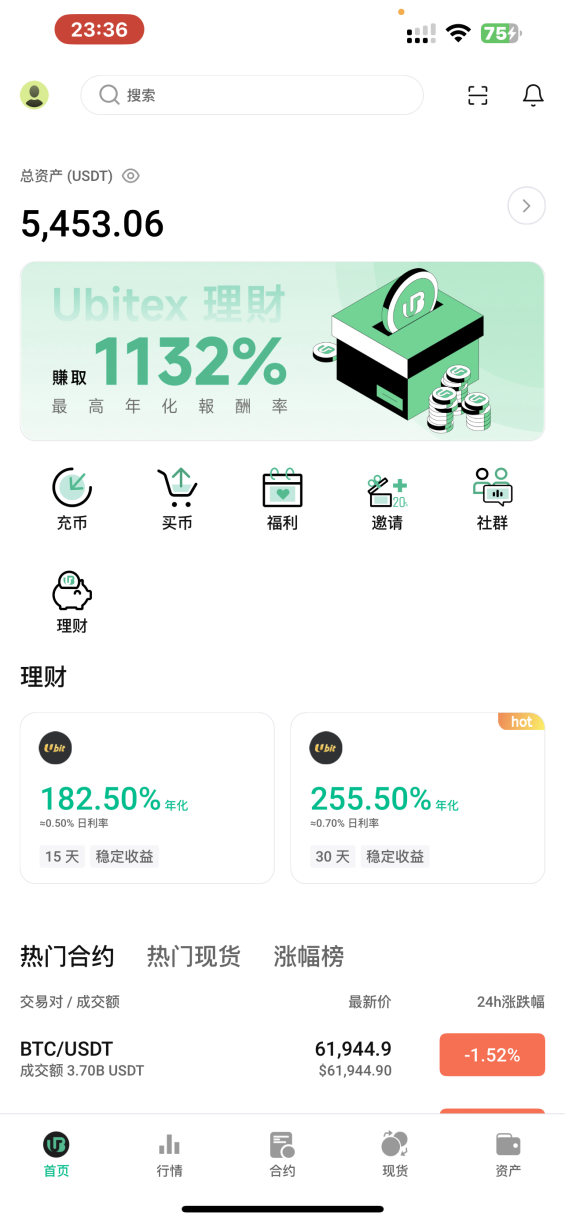 23:36
75
搜索
总资产 (USDT)
5,453.06
Ubitex 理財
賺取 1132%
最高年化報酬率
充币 买币 福利 20% 邀请 社群
理财
理财
hot
Ubit Ubit
182.50% 年化 255.50% 年化
≈0.50% 日利率 ≈0.70% 日利率
15 天 稳定收益 30 天 稳定收益
热门合约 热门现货 涨幅榜
交易对 / 成交额 最新价 24h涨跌幅
BTC/USDT 61,944.9 -1.52%
成交额 3.70B USDT $61,944.90
首页 行情 合约 现货 资产